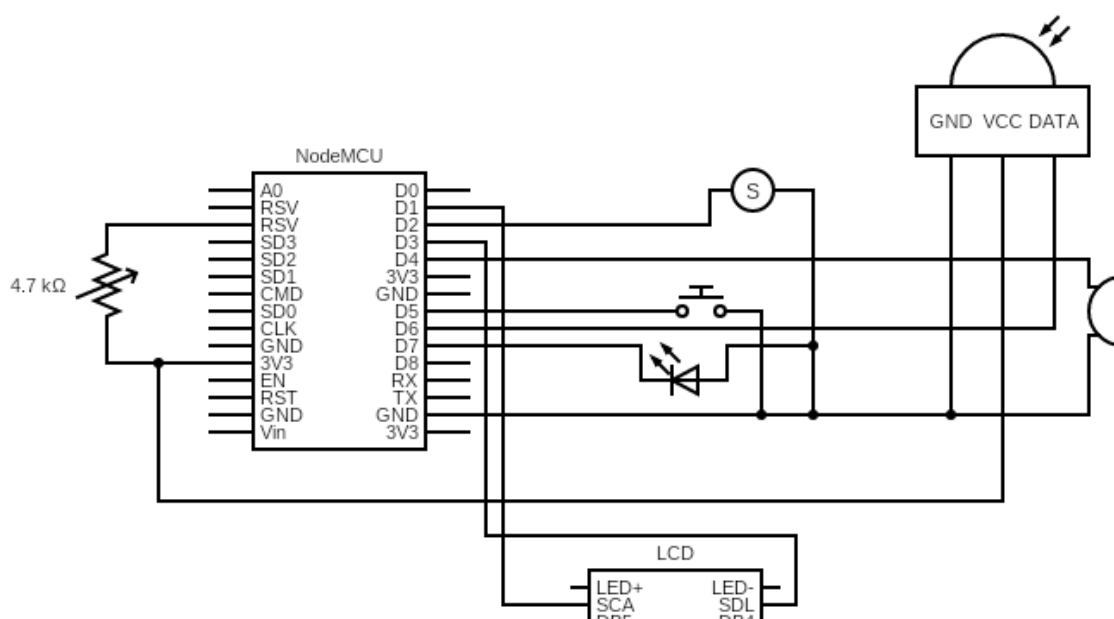 GND VCC DATA
NodeMCU
S
A0 D0
RSV D1
RSV D2
SD3 D3
SD2 D4
SD1 3V3
CMD GND
SD0 D5
CLK D6
GND D7
3V3 D8
EN RX
RST TX
GND GND
Vin 3V3
4.7 kΩ
LCD
LED+ LED-
SCA SDL